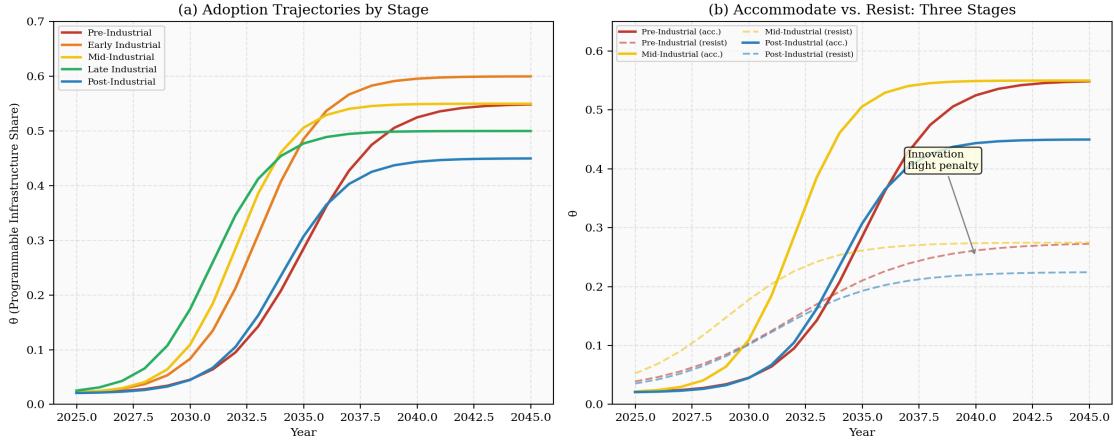 (a) Adoption Trajectories by Stage
θ (Programmable Infrastructure Share)
0.7
0.6
0.5
0.4
0.3
0.2
0.1
0.0
Pre-Industrial
Early Industrial
Mid-Industrial
Late Industrial
Post-Industrial
2025.0 2027.5 2030.0 2032.5 2035.0 2037.5 2040.0 2042.5 2045.0
Year
(b) Accommodate vs. Resist: Three Stages
θ
0.6
0.5
0.4
0.3
0.2
0.1
0.0
Pre-Industrial (acc.)
Pre-Industrial (resist)
Mid-Industrial (acc.)
Mid-Industrial (resist)
Post-Industrial (acc.)
Post-Industrial (resist)
Innovation
flight penalty
2025.0 2027.5 2030.0 2032.5 2035.0 2037.5 2040.0 2042.5 2045.0
Year